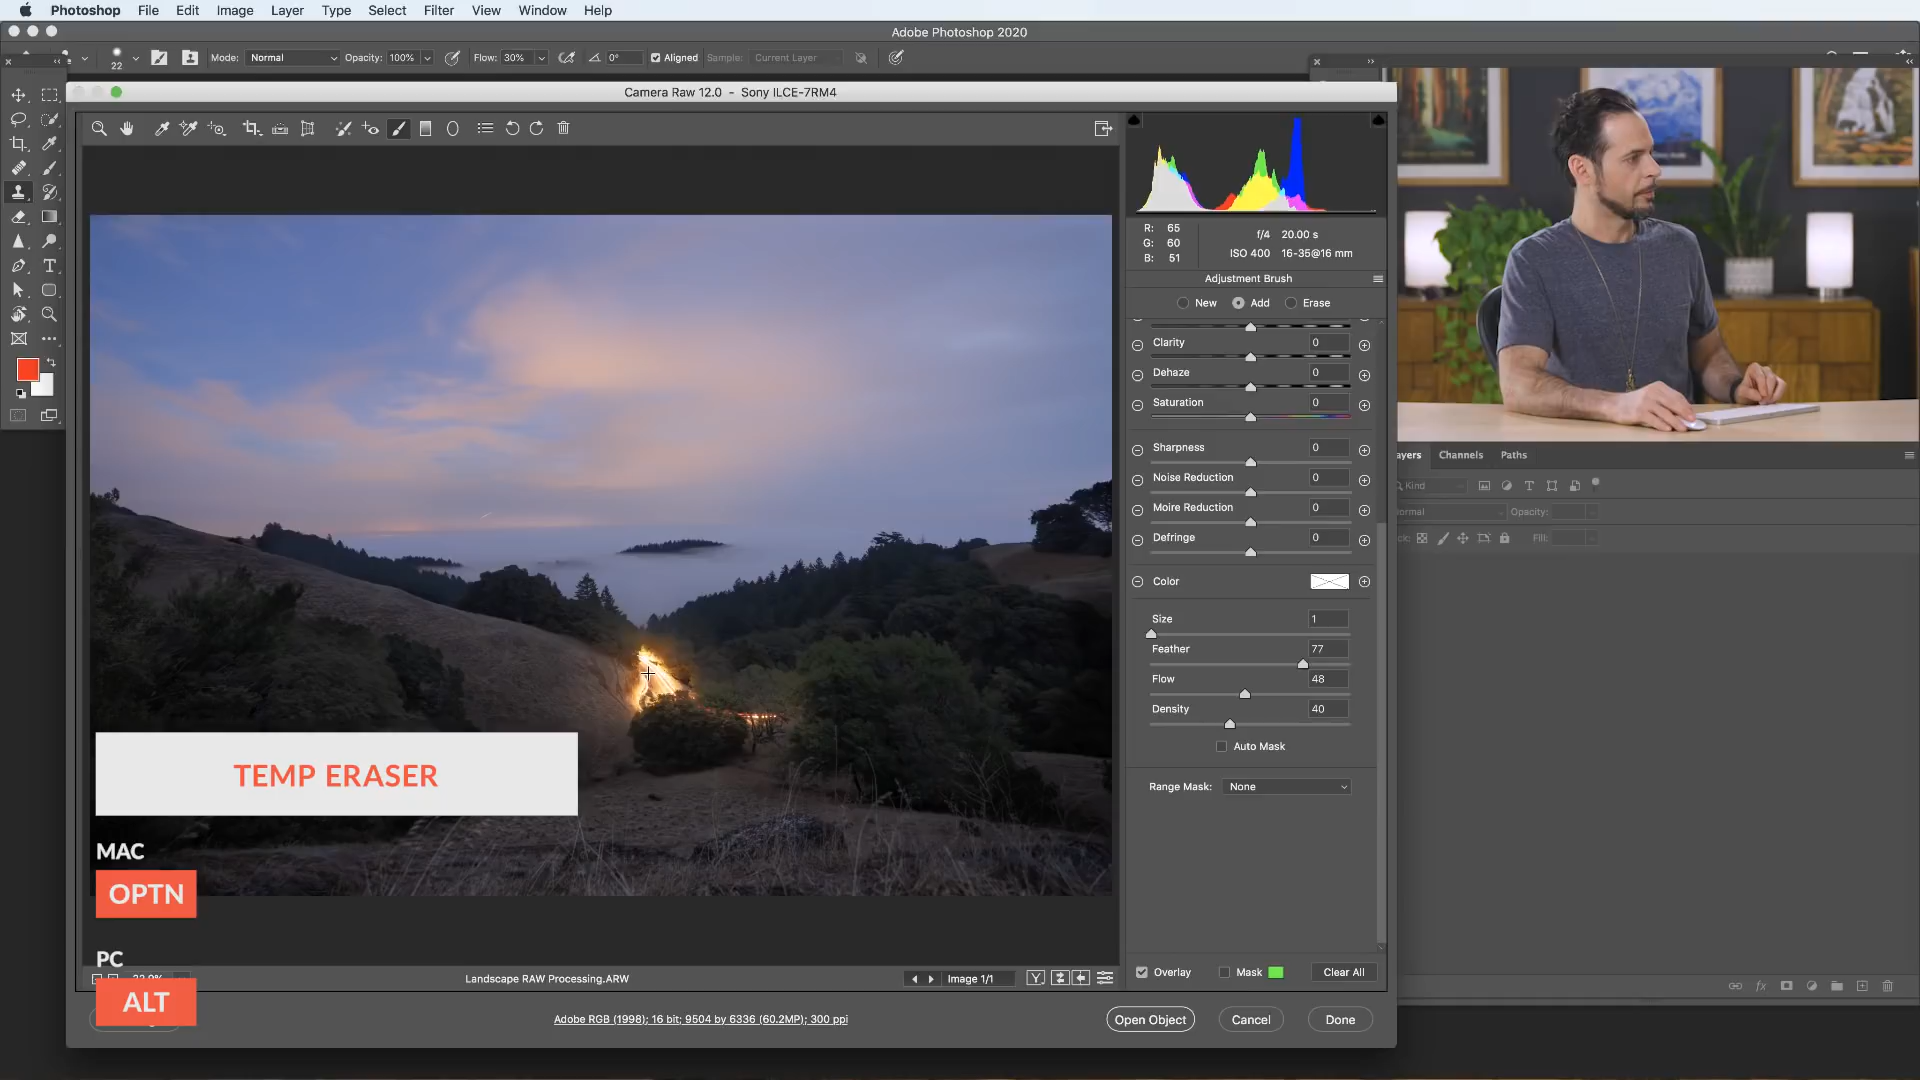 Photoshop File Edit Image Layer Type Select Filter View Window Help
Adobe Photoshop 2020
22 Mode: Normal Opacity: 100% Flow: 30% 0° Aligned Sample: Current Layer
Camera Raw 12.0 - Sony ILCE-7RM4
R: 65
G: 60
B: 51
f/4 20.00 s
ISO 400 16-35@16 mm
Adjustment Brush
New Add Erase
Clarity 0
Dehaze 0
Saturation 0
Sharpness 0
Noise Reduction 0
Moire Reduction 0
Defringe 0
Color
Size 1
Feather 77
Flow 48
Density 40
Auto Mask
Range Mask: None
Overlay Mask Clear All
ayers Channels Paths
Kind
ormal Opacity:
ck: Fill:
TEMP ERASER
MAC
OPTN
PC
ALT
Landscape RAW Processing.ARW
Image 1/1
Y
Adobe RGB (1998); 16 bit; 9504 by 6336 (60.2MP); 300 ppi
Open Object Cancel Done